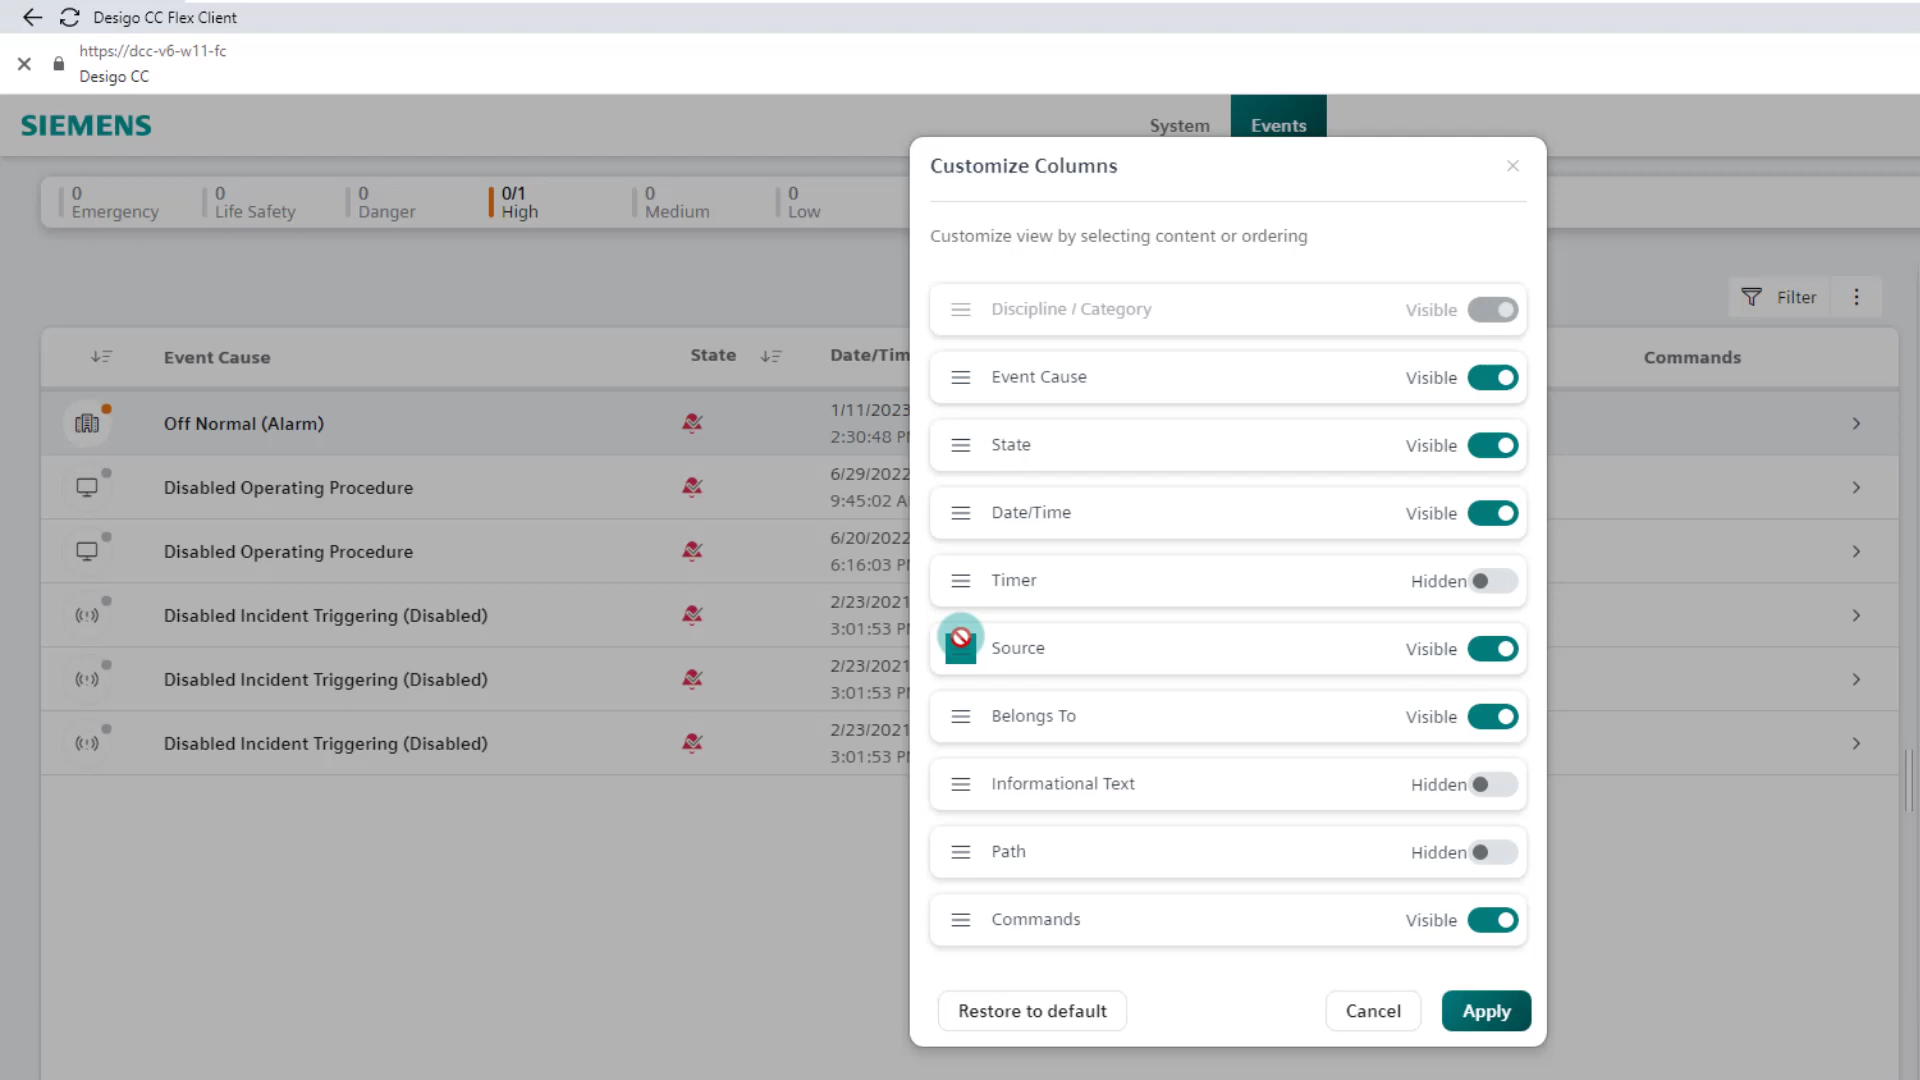 Desigo CC Flex Client
https://dcc-v6-w11-fc
Desigo CC
SIEMENS
System
Events
0
Emergency
0
Life Safety
0
Danger
0/1
High
0
Medium
0
Low
Filter
Event Cause
State
Date/Tim
Commands
Off Normal (Alarm)
1/11/2023
2:30:48 P
Disabled Operating Procedure
6/29/2022
9:45:02 A
Disabled Operating Procedure
6/20/2022
6:16:03 P
Disabled Incident Triggering (Disabled)
2/23/2021
3:01:53 P
Disabled Incident Triggering (Disabled)
2/23/2021
3:01:53 P
Disabled Incident Triggering (Disabled)
2/23/2021
3:01:53 P
Customize Columns
Customize view by selecting content or ordering
Discipline / Category Visible
Event Cause Visible
State Visible
Date/Time Visible
Timer Hidden
Source Visible
Belongs To Visible
Informational Text Hidden
Path Hidden
Commands Visible
Restore to default
Cancel
Apply